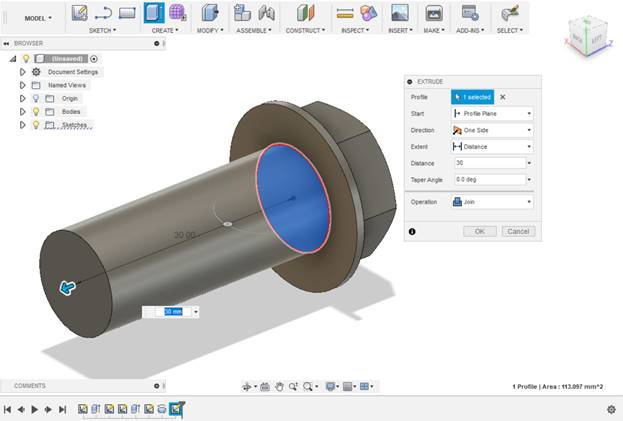 MODEL
SKETCH
CREATE
MODIFY
CONSTRUCT
ASSEMBLE
INSPECT
INSERT
MAKE
ADD-INS
SELECT
BROWSER
(Unsaved)
Document Settings
Named Views
Origin
Bodies
Sketches
BACK
LEFT
Z
EXTRUDE
Profile 1 selected
Start Profile Plane
Direction One Side
Extent Distance
Distance 30
Taper Angle 0.0 deg
Operation Join
OK Cancel
30.00
30 mm
COMMENTS
1 Profile | Area : 113.097 mm^2